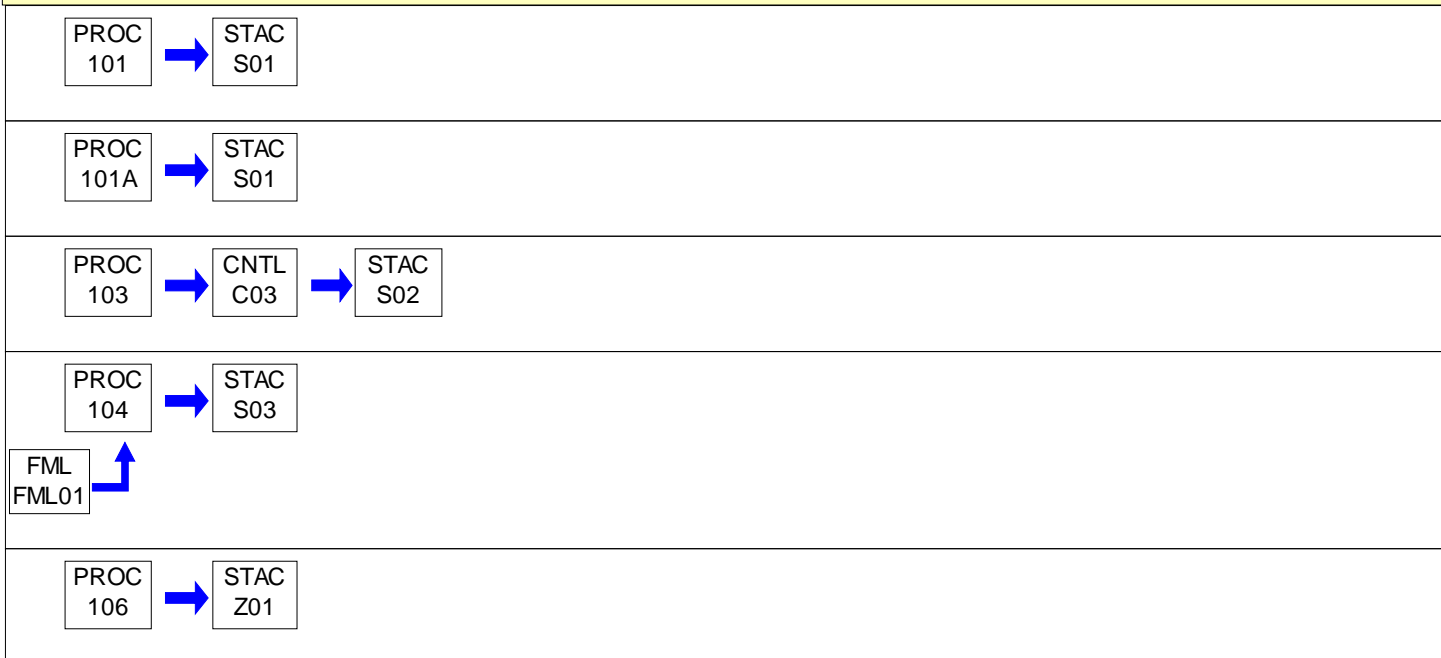 PROC
101
STAC
S01
PROC
101A
STAC
S01
PROC
103
CNTL
C03
STAC
S02
PROC
104
STAC
S03
FML
FML01
PROC
106
STAC
Z01